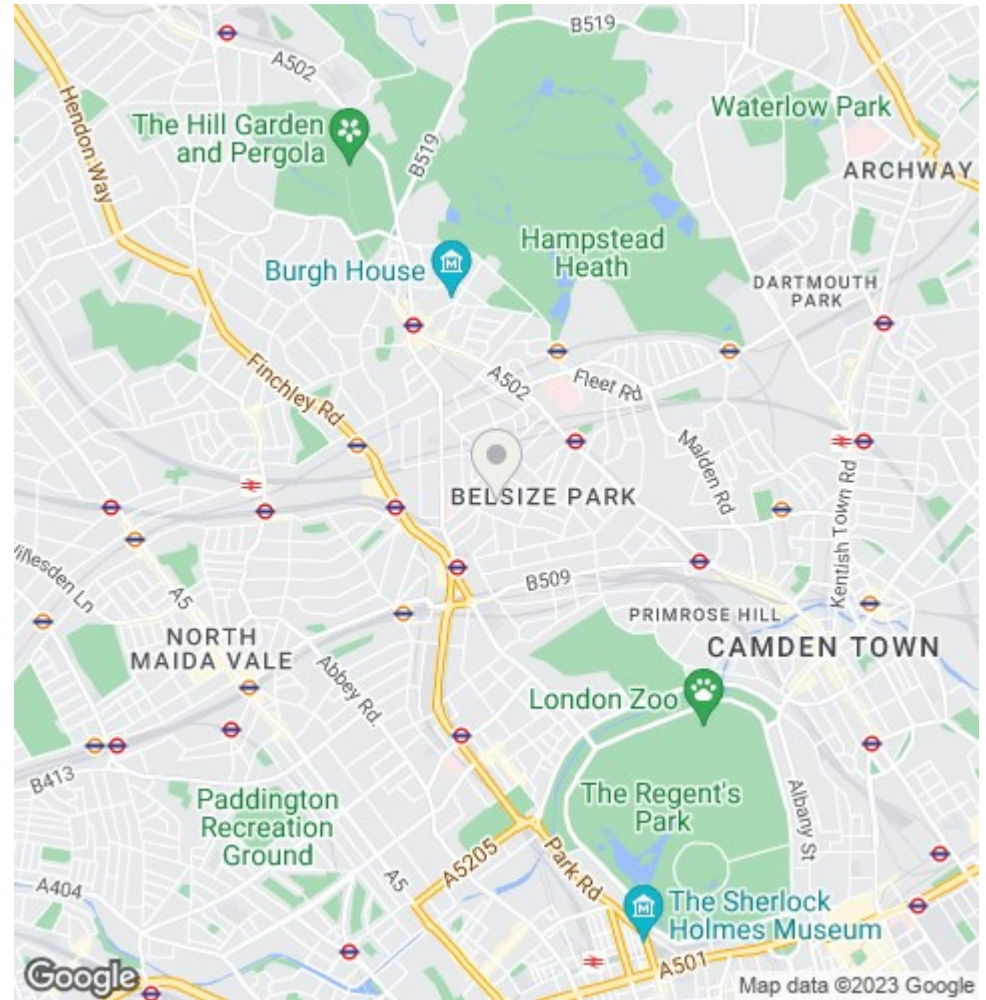 B519
A502
Hendon Way
The Hill Garden
and Pergola
B519
Waterlow Park
ARCHWAY
Burgh House
Hampstead
Heath
DARTMOUTH
PARK
Finchley Rd
A502
Fleet Rd
Malden Rd
Kentish Town Rd
BELSIZE PARK
Willesden Ln
A5
B509
PRIMROSE HILL
CAMDEN TOWN
NORTH
MAIDA VALE
Abbey Rd.
London Zoo
B413
Paddington
Recreation
Ground
The Regent's
Park
Albany St
A404
A5
A5205
Park Rd
The Sherlock
Holmes Museum
A501
Google
Map data ©2023 Google